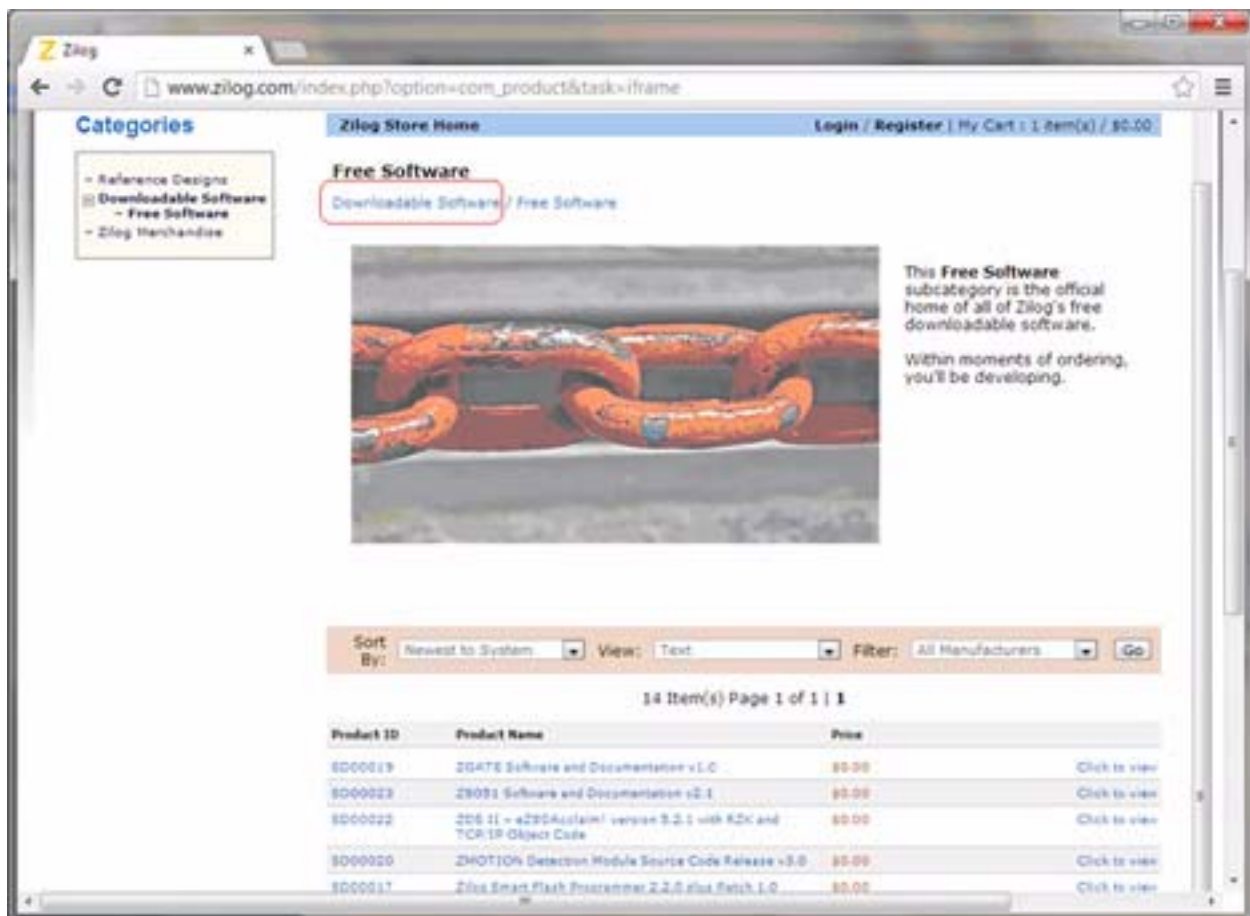 Zilog
www.zilog.com/index.php?option=com_product&task=iframe
Categories
Zilog Store Home
Login / Register | My Cart : 1 item(s) / $0.00
- Reference Designs
Downloadable Software
- Free Software
- Zilog Merchandise
Free Software
Downloadable Software / Free Software
This Free Software
subcategory is the official
home of all of Zilog's free
downloadable software.
Within moments of ordering,
you'll be developing.
Sort By: Newest to System View: Text Filter: All Manufacturers Go
14 Item(s) Page 1 of 1 | 1
Product ID Product Name Price
SD00019 ZGATE Software and Documentation v1.0 $0.00 Click to view
SD00023 Z8051 Software and Documentation v2.1 $0.00 Click to view
SD00022 ZDS II - eZ80Acclaim! version 5.2.1 with RZK and $0.00 Click to view
TCP/IP Object Code
SD00020 ZMOTION Detection Module Source Code Release v3.0 $0.00 Click to view
SD00017 Zilog Smart Flash Programmer 2.2.0 plus Patch 1.0 $0.00 Click to view